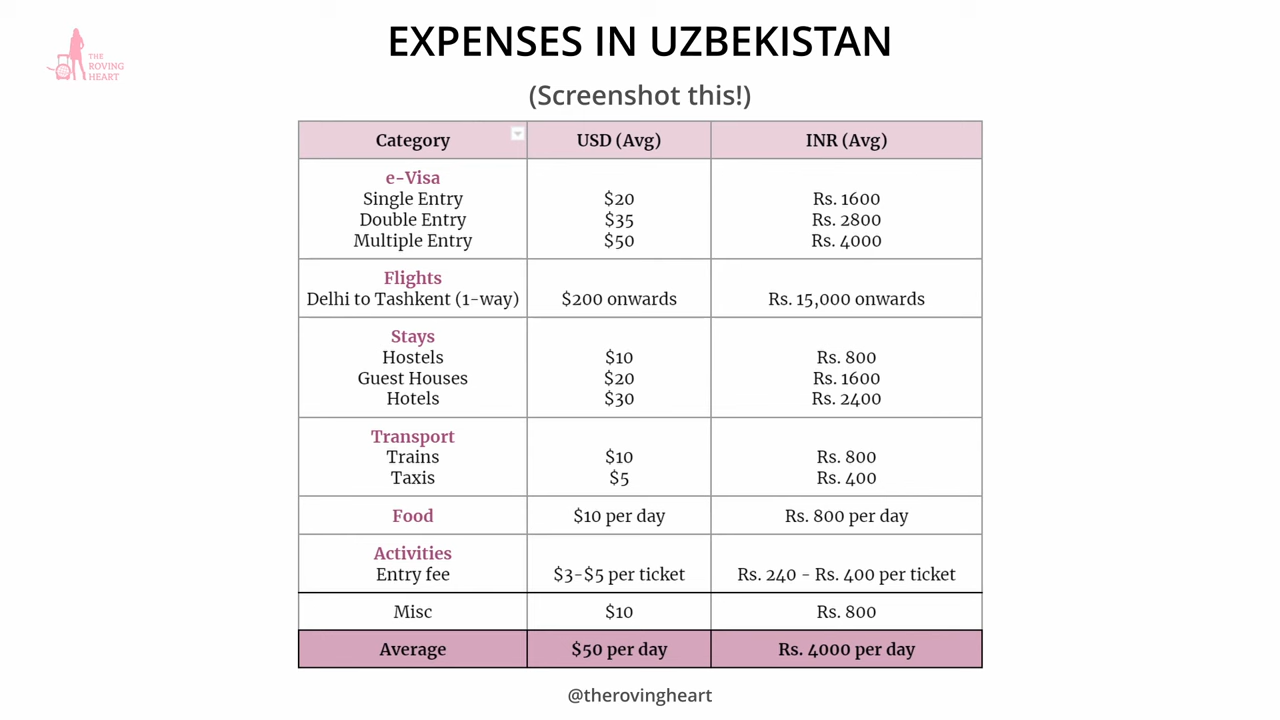 THE
ROVING
HEART
EXPENSES IN UZBEKISTAN
(Screenshot this!)
Category USD (Avg) INR (Avg)
e-Visa
Single Entry $20 Rs. 1600
Double Entry $35 Rs. 2800
Multiple Entry $50 Rs. 4000
Flights
Delhi to Tashkent (1-way) $200 onwards Rs. 15,000 onwards
Stays
Hostels $10 Rs. 800
Guest Houses $20 Rs. 1600
Hotels $30 Rs. 2400
Transport
Trains $10 Rs. 800
Taxis $5 Rs. 400
Food $10 per day Rs. 800 per day
Activities
Entry fee $3-$5 per ticket Rs. 240 - Rs. 400 per ticket
Misc $10 Rs. 800
Average $50 per day Rs. 4000 per day
@therovingheart